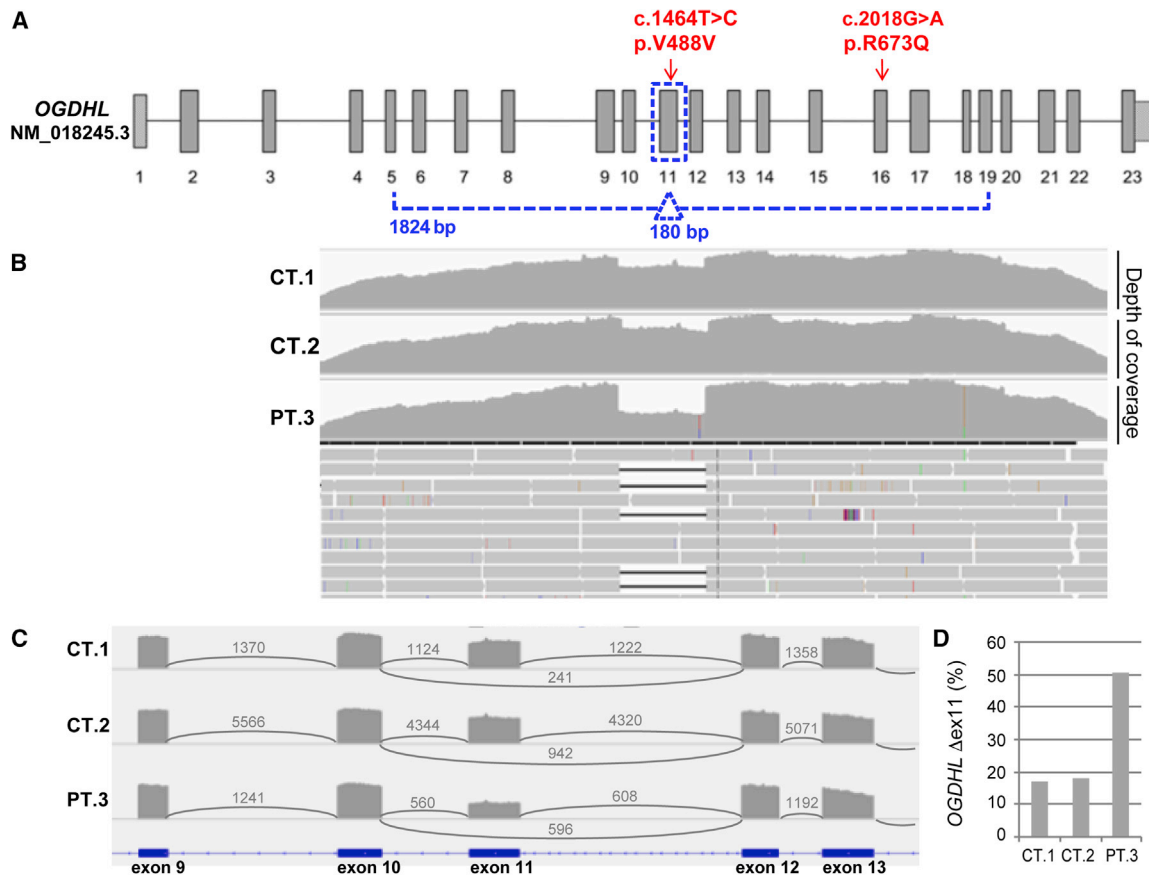 A
c.1464T>C
p.V488V
c.2018G>A
p.R673Q
OGDHL
NM_018245.3
1 2 3 4 5 6 7 8 9 10 11 12 13 14 15 16 17 18 19 20 21 22 23
1824 bp
180 bp
B
CT.1
CT.2
PT.3
Depth of coverage
C
CT.1
1370 1124 1222 1358
241
CT.2
5566 4344 4320 5071
942
PT.3
1241 560 608 1192
596
exon 9 exon 10 exon 11 exon 12 exon 13
D
OGDHL Δex11 (%)
60
50
40
30
20
10
0
CT.1 CT.2 PT.3